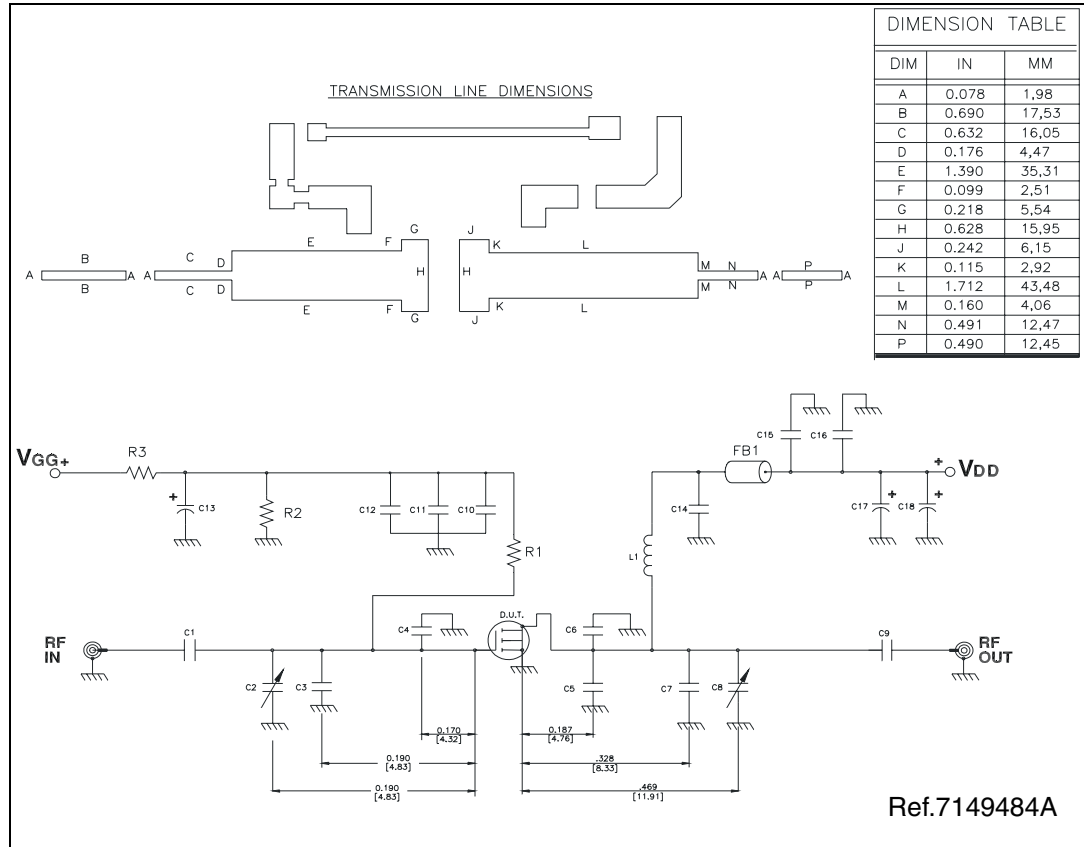 DIMENSION TABLE
DIM IN MM
A 0.078 1,98
B 0.690 17,53
C 0.632 16,05
D 0.176 4,47
E 1.390 35,31
F 0.099 2,51
G 0.218 5,54
H 0.628 15,95
J 0.242 6,15
K 0.115 2,92
L 1.712 43,48
M 0.160 4,06
N 0.491 12,47
P 0.490 12,45
TRANSMISSION LINE DIMENSIONS
G J
E F K L
B C D M N P
A A A H H A A
B C D M N P
E F K L
G J
C15 C16
FB1
VGG+ R3 + VDD
+ C13 R2 C12 C11 C10 C14 C17 + C18 +
R1 L1
D.U.T.
C4 C6
RF IN C1 C9 RF OUT
C2 C3 C5 C7 C8
0.170 0.187
[4.32] [4.76]
0.190 .328
[4.83] [8.33]
0.190 .469
[4.83] [11.91]
Ref.7149484A